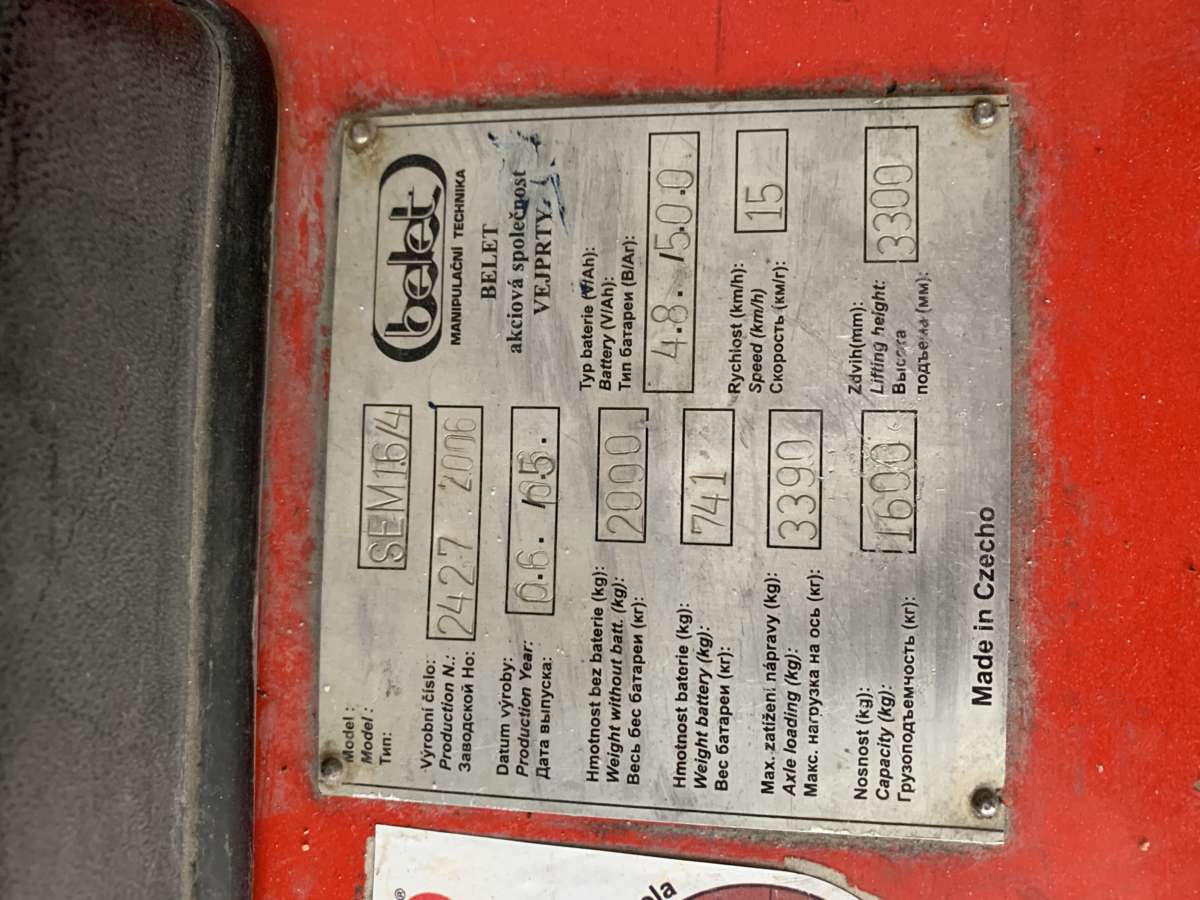 belet
MANIPULAČNÍ TECHNIKA
BELET
akciová společnost
VEJPRTY
Model :
Model :
Тип:
SEM16/4
Výrobní číslo:
Production N.:
Заводской Но:
2427 2006
Datum výroby:
Production Year:
Дата выпуска:
06. /05.
Hmotnost bez baterie (kg):
Weight without batt. (kg):
Весь бес батареи (кг):
2090
Typ baterie (V/Ah):
Battery (V/Ah):
Тип батареи (В/Аг):
48./500
Hmotnost baterie (kg):
Weight battery (kg):
Вес батареи (кг):
741
Rychlost (km/h):
Speed (km/h)
Скорость (км/г):
15
Max. zatížení nápravy (kg):
Axle loading (kg):
Макс. нагрузка на ось (кг):
3390
Nosnost (kg):
Capacity (kg):
Грузоподъемчость (кг):
1600
Zdvih(mm):
Lifting height:
Высота
подъема (мм):
3300
Made in Czecho
®
ola